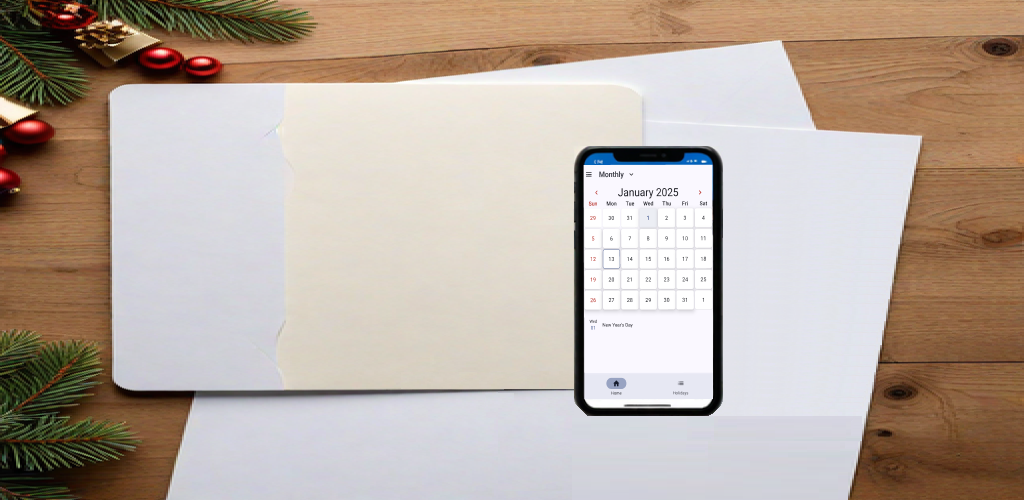 Monthly
January 2025
Sun Mon Tue Wed Thu Fri Sat
29 30 31 1 2 3 4
5 6 7 8 9 10 11
12 13 14 15 16 17 18
19 20 21 22 23 24 25
26 27 28 29 30 31 1
Wed
01 New Year's Day
Home Holidays